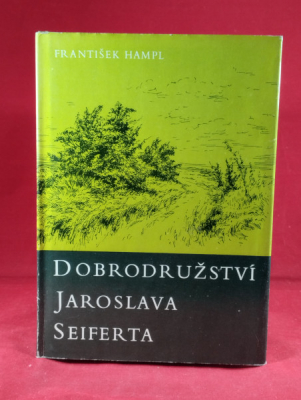 FRANTIŠEK HAMPL
DOBRODRUŽSTVÍ
JAROSLAVA
SEIFERTA